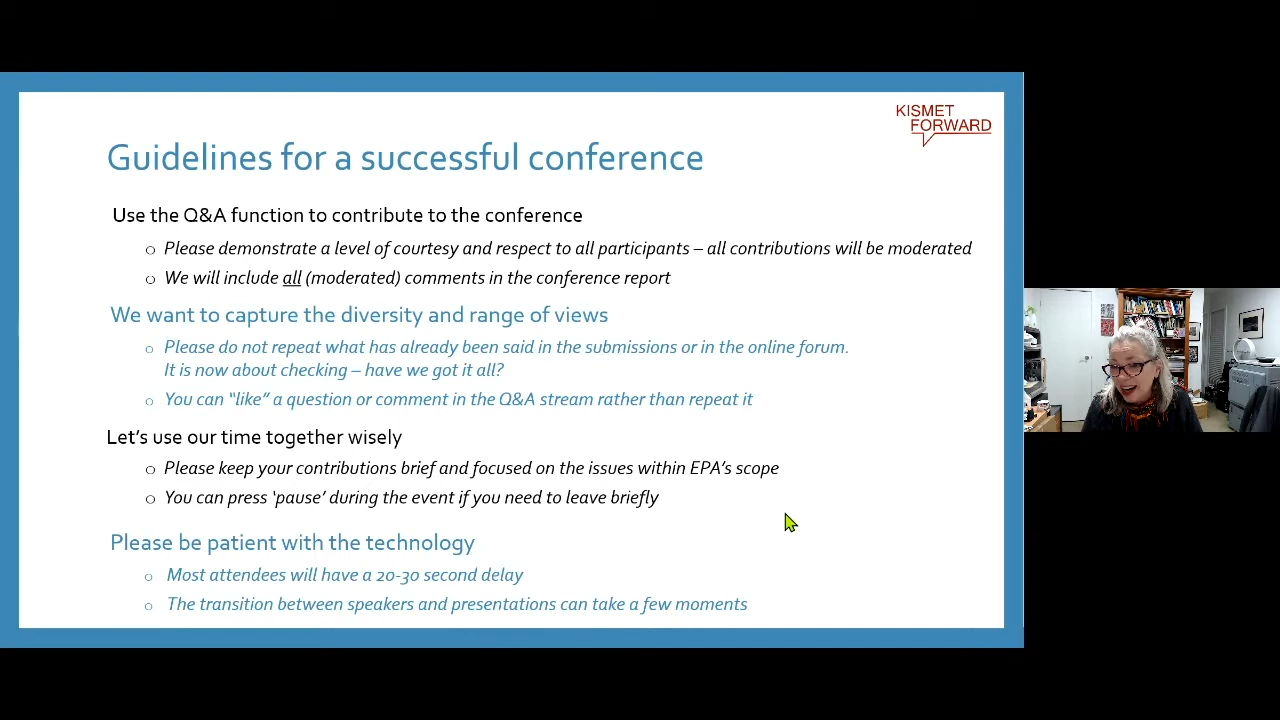 KISMET
FORWARD
Guidelines for a successful conference
Use the Q&A function to contribute to the conference
o Please demonstrate a level of courtesy and respect to all participants – all contributions will be moderated
o We will include all (moderated) comments in the conference report
We want to capture the diversity and range of views
o Please do not repeat what has already been said in the submissions or in the online forum.
It is now about checking – have we got it all?
o You can “like” a question or comment in the Q&A stream rather than repeat it
Let’s use our time together wisely
o Please keep your contributions brief and focused on the issues within EPA’s scope
o You can press ‘pause’ during the event if you need to leave briefly
Please be patient with the technology
o Most attendees will have a 20-30 second delay
o The transition between speakers and presentations can take a few moments